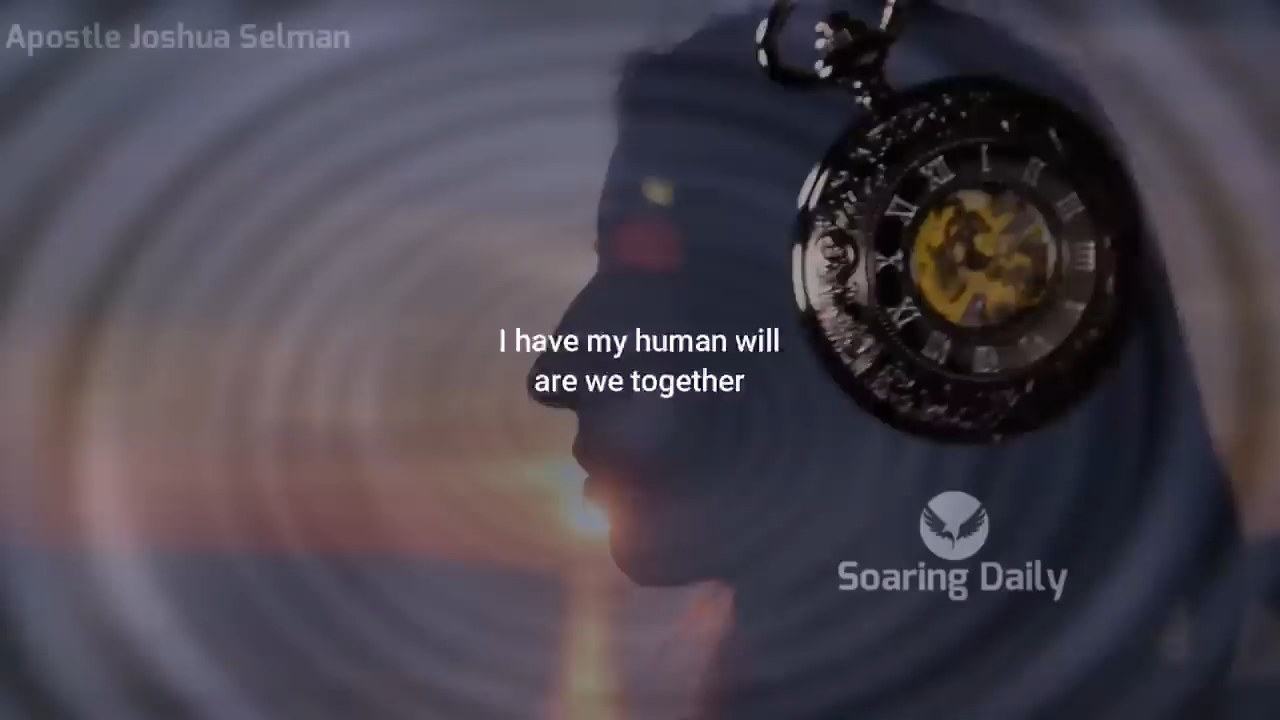 Apostle Joshua Selman
I have my human will
are we together
Soaring Daily